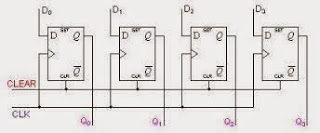 D₀ D₁ D₂ D₃
SET SET SET SET
D Q D Q D Q D Q
Q̅ Q̅ Q̅ Q̅
CLR CLR CLR CLR
CLEAR
CLK
Q₀ Q₁ Q₂ Q₃